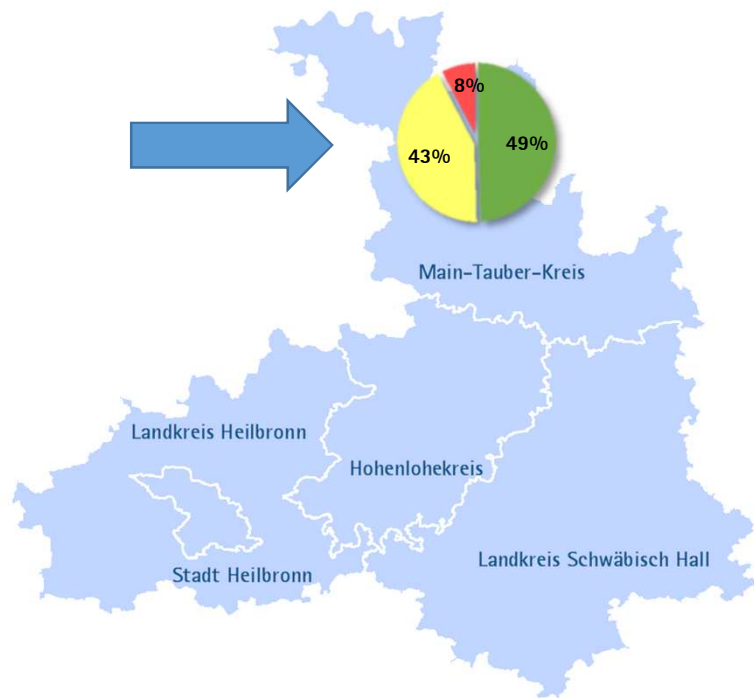 8%
43%
49%
Main-Tauber-Kreis
Landkreis Heilbronn
Hohenlohekreis
Landkreis Schwäbisch Hall
Stadt Heilbronn